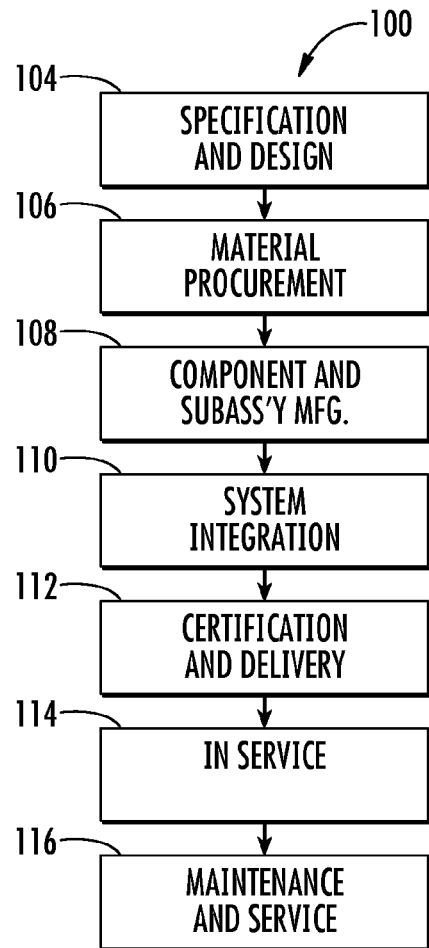 100
104
SPECIFICATION
AND DESIGN
106
MATERIAL
PROCUREMENT
108
COMPONENT AND
SUBASS'Y MFG.
110
SYSTEM
INTEGRATION
112
CERTIFICATION
AND DELIVERY
114
IN SERVICE
116
MAINTENANCE
AND SERVICE